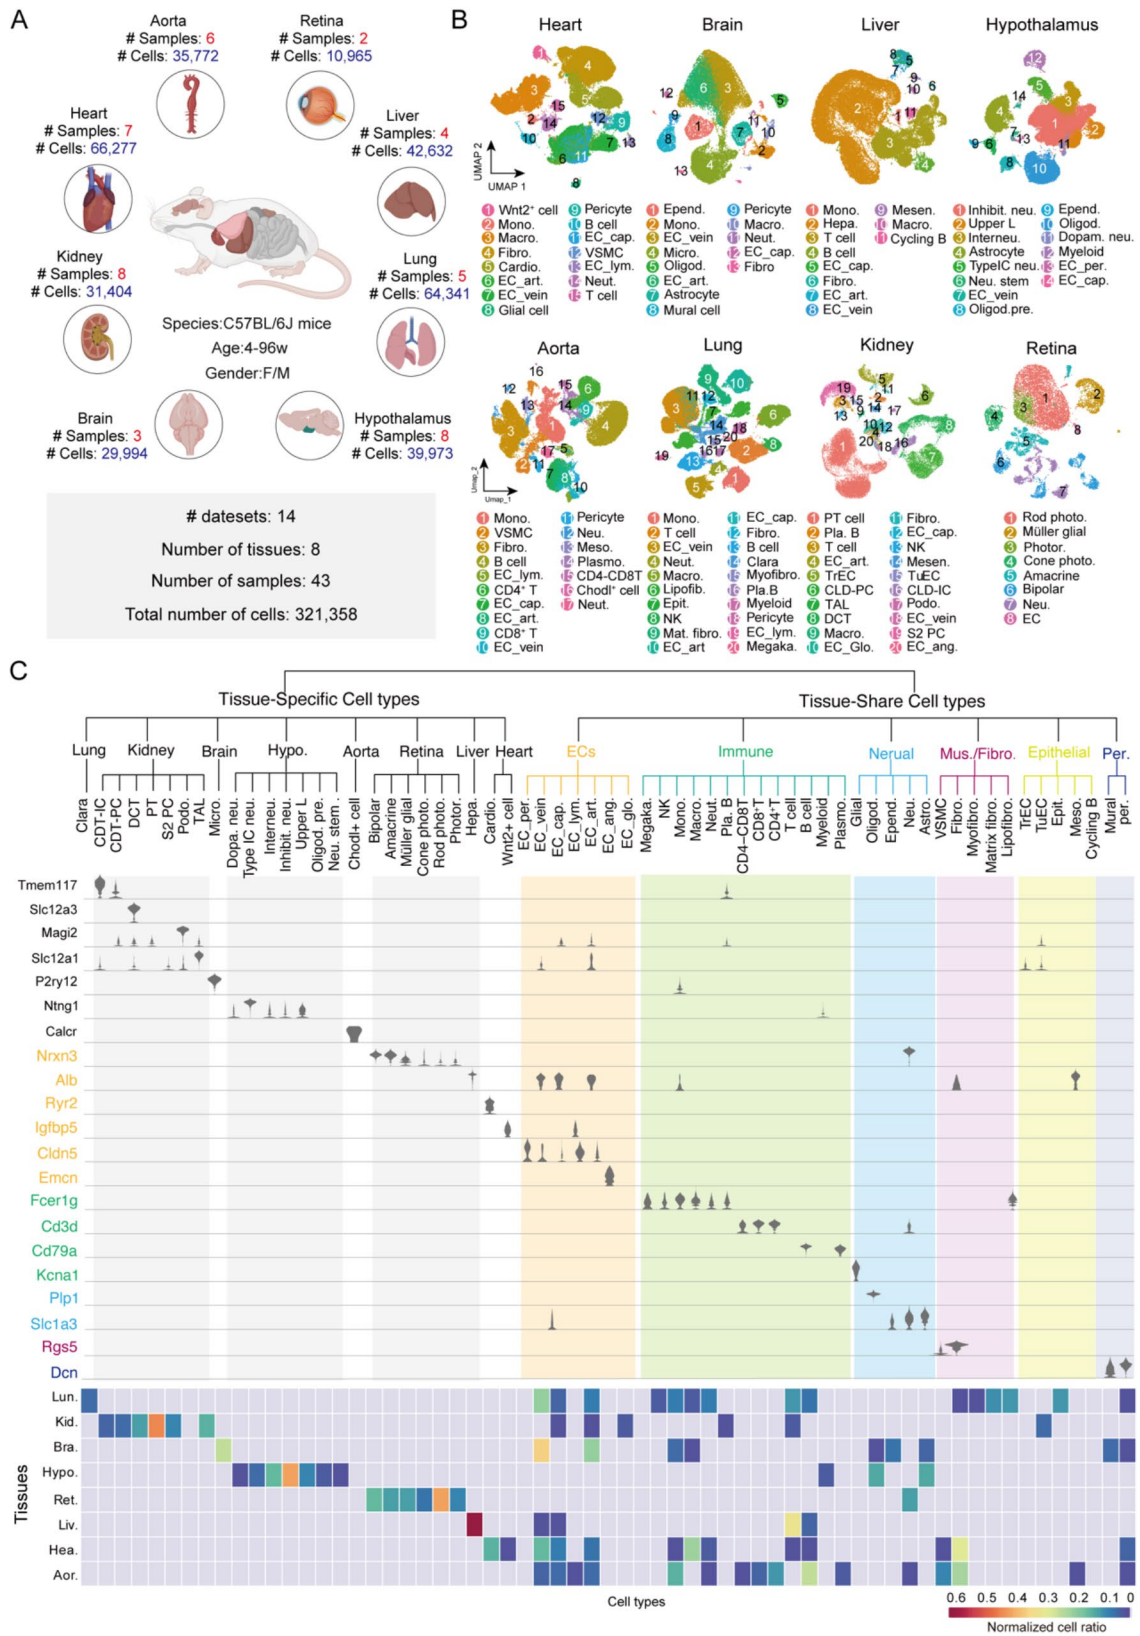 A
Aorta
# Samples: 6
# Cells: 35,772
Retina
# Samples: 2
# Cells: 10,965
Heart
# Samples: 7
# Cells: 66,277
Liver
# Samples: 4
# Cells: 42,632
Kidney
# Samples: 8
# Cells: 31,404
Lung
# Samples: 5
# Cells: 64,341
Species:C57BL/6J mice
Age:4-96w
Gender:F/M
Brain
# Samples: 3
# Cells: 29,994
Hypothalamus
# Samples: 8
# Cells: 39,973
# datesets: 14
Number of tissues: 8
Number of samples: 43
Total number of cells: 321,358
B
Heart
UMAP 2
UMAP 1
1 Wnt2+ cell
2 Mono.
3 Macro.
4 Fibro.
5 Cardio.
6 EC_art.
7 EC_vein
8 Glial cell
9 Pericyte
10 B cell
11 EC_cap.
12 VSMC
13 EC_lym.
14 Neut.
15 T cell
Brain
1 Epend.
2 Mono.
3 EC_vein
4 Micro.
5 Oligod.
6 EC_art.
7 Astrocyte
8 Mural cell
9 Pericyte
10 Macro.
11 Neut.
12 EC_cap.
13 Fibro
Liver
1 Mono.
2 Hepa.
3 T cell
4 B cell
5 EC_cap.
6 Fibro.
7 EC_art.
8 EC_vein
9 Mesen.
10 Macro.
11 Cycling B
Hypothalamus
1 Inhibit. neu.
2 Upper L
3 Interneu.
4 Astrocyte
5 TypeIC neu.
6 Neu. stem
7 EC_vein
8 Oligod.pre.
9 Epend.
10 Oligod.
11 Dopam. neu.
12 Myeloid
13 EC_per.
14 EC_cap.
Aorta
Umap_2
Umap_1
1 Mono.
2 VSMC
3 Fibro.
4 B cell
5 EC_lym.
6 CD4+ T
7 EC_cap.
8 EC_art.
9 CD8+ T
10 EC_vein
11 Pericyte
12 Neu.
13 Meso.
14 Plasmo.
15 CD4-CD8T
16 Chodl+ cell
17 Neut.
Lung
1 Mono.
2 T cell
3 EC_vein
4 Neut.
5 Macro.
6 Lipofib.
7 Epit.
8 NK
9 Mat. fibro.
10 EC_art
11 EC_cap.
12 Fibro.
13 B cell
14 Clara
15 Myofibro.
16 Pla.B
17 Myeloid
18 Pericyte
19 EC_lym.
20 Megaka.
Kidney
1 PT cell
2 Pla. B
3 T cell
4 EC_art.
5 TrEC
6 CLD-PC
7 TAL
8 DCT
9 Macro.
10 EC_Glo.
11 Fibro.
12 EC_cap.
13 NK
14 Mesen.
15 TuEC
16 CLD-IC
17 Podo.
18 EC_vein
19 S2 PC
20 EC_ang.
Retina
1 Rod photo.
2 Müller glial
3 Photor.
4 Cone photo.
5 Amacrine
6 Bipolar
7 Neu.
8 EC
C
Tissue-Specific Cell types
Tissue-Share Cell types
Lung Kidney Brain Hypo. Aorta Retina Liver Heart ECs Immune Nerual Mus./Fibro. Epithelial Per.
Clara
CDT-IC
CDT-PC
DCT
PT
S2 PC
Podo.
TAL
Micro.
Dopa. neu.
Type IC neu.
Interneu.
Inhibit. neu.
Upper L
Oligod. pre.
Neu. stem .
Chodl+ cell
Bipolar
Amacrine
Müller glial
Cone photo.
Rod photo.
Photor.
Hepa.
Cardio.
Wnt2+ cell
EC_per.
EC_vein
EC_cap.
EC_lym.
EC_art.
EC_ang.
EC_glo.
Megaka.
NK
Mono.
Macro.
Neut.
Pla. B
CD4-CD8T
CD8+T
CD4+T
T cell
B cell
Myeloid
Plasmo.
Glial
Oligod.
Epend.
Neu.
Astro.
VSMC
Fibro.
Myofibro.
Matrix fibro.
Lipofibro.
TrEC
TuEC
Epit.
Meso.
Cycling B
Mural
per.
Tmem117
Slc12a3
Magi2
Slc12a1
P2ry12
Ntng1
Calcr
Nrxn3
Alb
Ryr2
Igfbp5
Cldn5
Emcn
Fcer1g
Cd3d
Cd79a
Kcna1
Plp1
Slc1a3
Rgs5
Dcn
Tissues
Lun.
Kid.
Bra.
Hypo.
Ret.
Liv.
Hea.
Aor.
Cell types
0.6 0.5 0.4 0.3 0.2 0.1 0
Normalized cell ratio